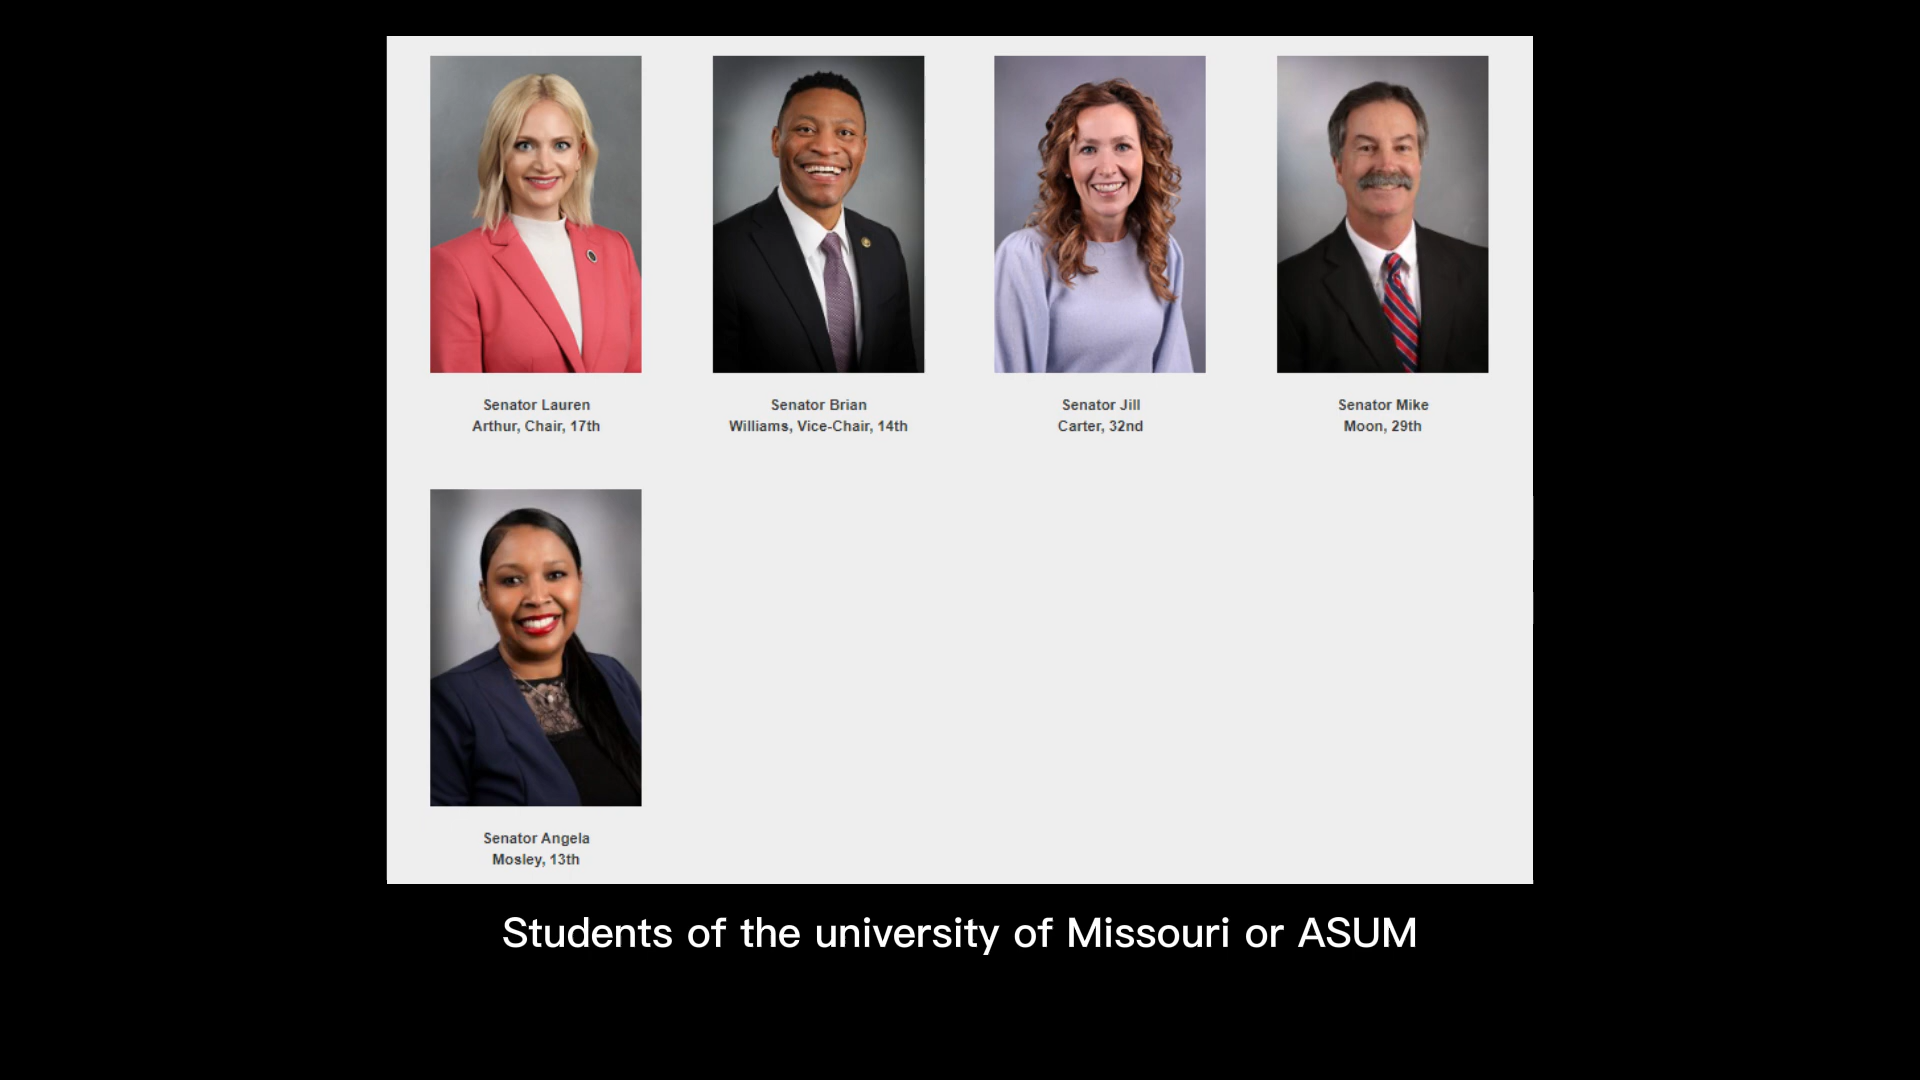 Senator Lauren
Arthur, Chair, 17th
Senator Brian
Williams, Vice-Chair, 14th
Senator Jill
Carter, 32nd
Senator Mike
Moon, 29th
Senator Angela
Mosley, 13th
Students of the university of Missouri or ASUM